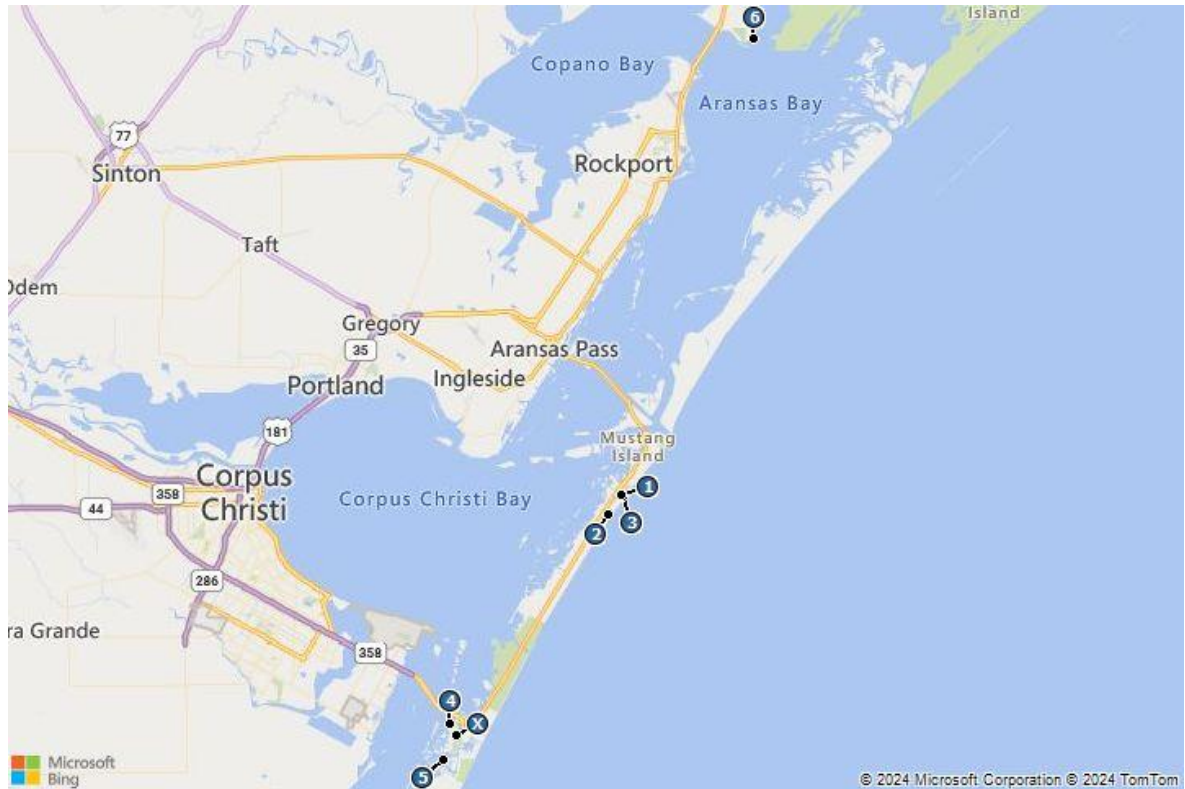 6
Island
Copano Bay
Aransas Bay
77
Rockport
Sinton
Taft
Odem
Gregory
35
Aransas Pass
Ingleside
Portland
181
Mustang
Island
Corpus
Christi
358
Corpus Christi Bay
1
44
3
2
286
ra Grande
358
4
X
5
Microsoft
Bing
© 2024 Microsoft Corporation © 2024 TomTom